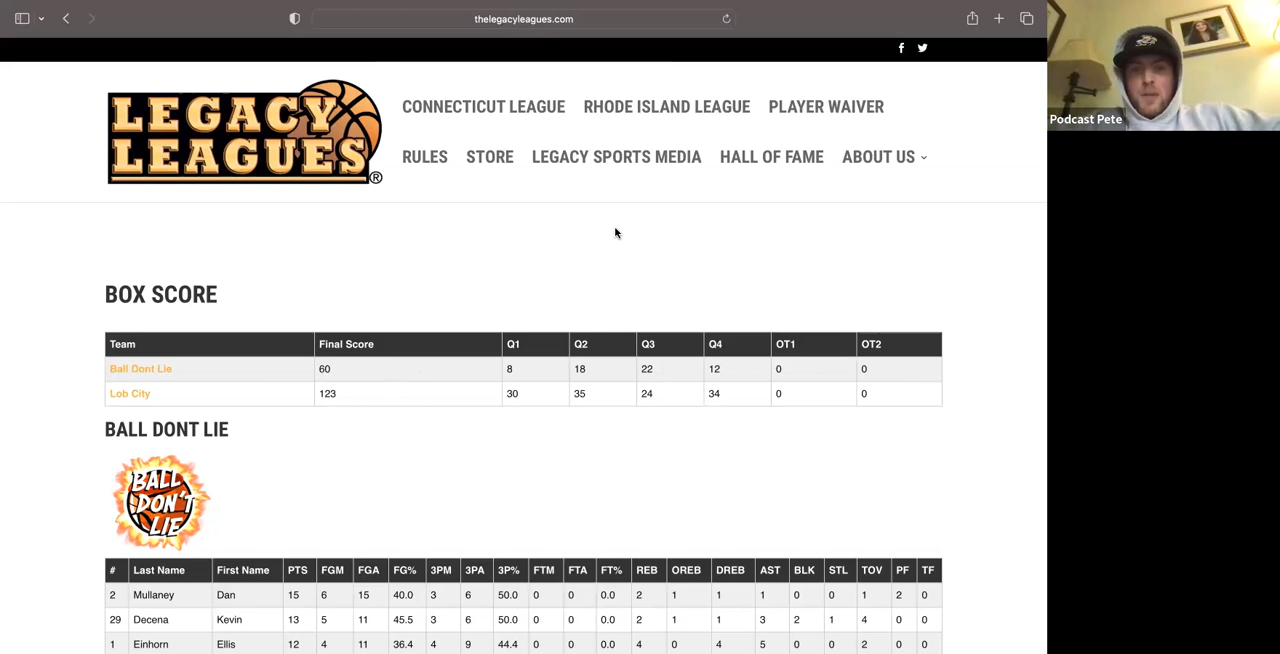 thelegacyleagues.com
LEGACY LEAGUES ®
CONNECTICUT LEAGUE RHODE ISLAND LEAGUE PLAYER WAIVER
RULES STORE LEGACY SPORTS MEDIA HALL OF FAME ABOUT US
Podcast Pete
BOX SCORE
Team Final Score Q1 Q2 Q3 Q4 OT1 OT2
Ball Dont Lie 60 8 18 22 12 0 0
Lob City 123 30 35 24 34 0 0
BALL DONT LIE
BALL
DON'T
LIE
# Last Name First Name PTS FGM FGA FG% 3PM 3PA 3P% FTM FTA FT% REB OREB DREB AST BLK STL TOV PF TF
2 Mullaney Dan 15 6 15 40.0 3 6 50.0 0 0 0.0 2 1 1 1 0 0 1 2 0
29 Decena Kevin 13 5 11 45.5 3 6 50.0 0 0 0.0 2 1 1 3 2 1 4 0 0
1 Einhorn Ellis 12 4 11 36.4 4 9 44.4 0 0 0.0 4 0 4 5 0 0 2 0 0